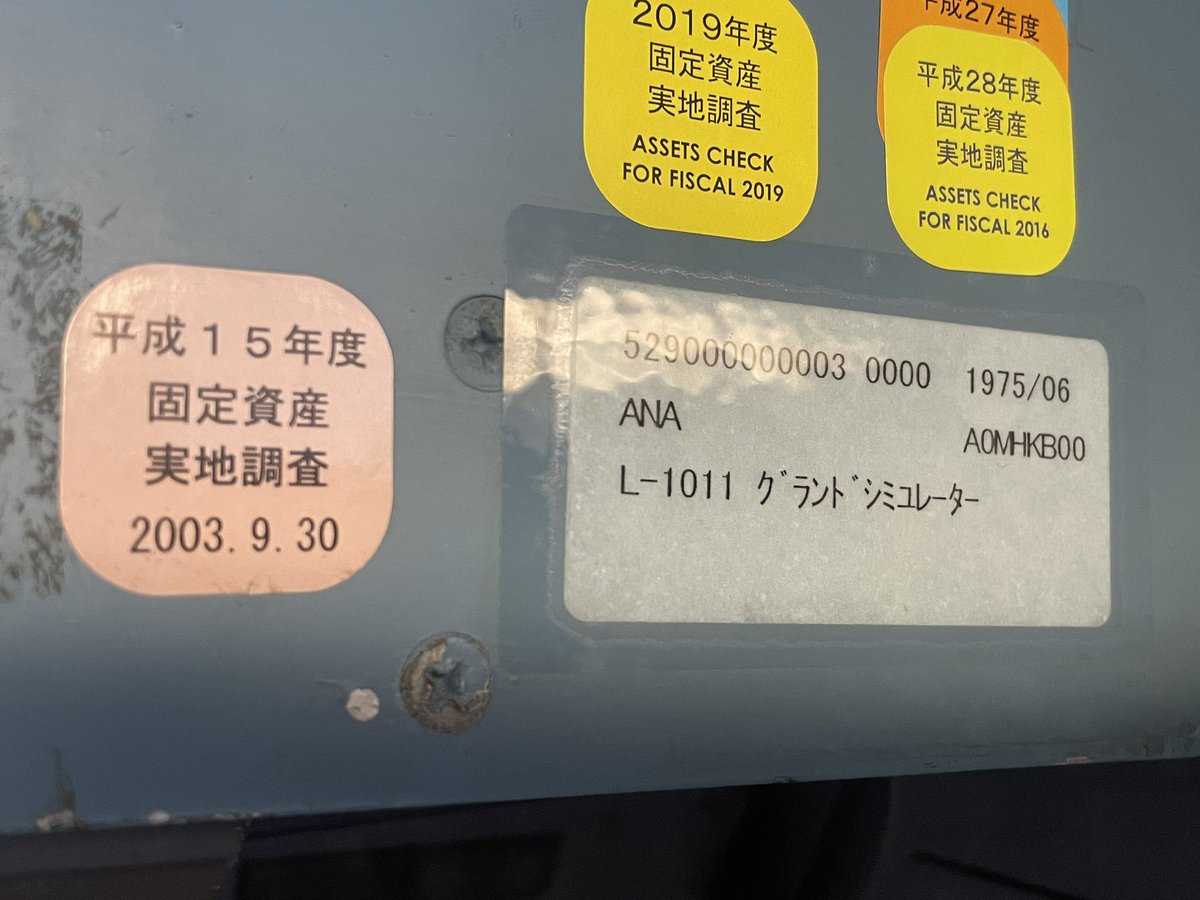 2019年度
固定資産
実地調査
ASSETS CHECK
FOR FISCAL 2019
平成27年度
平成28年度
固定資産
実地調査
ASSETS CHECK
FOR FISCAL 2016
平成15年度
固定資産
実地調査
2003.9.30
529000000003 0000 1975/06
ANA A0MHKB00
L-1011 グランドシミュレーター